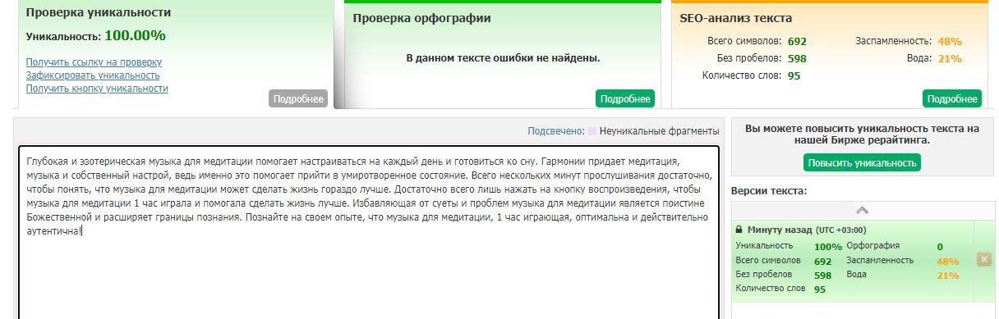 Проверка уникальности
Уникальность: 100.00%
Получить ссылку на проверку
Зафиксировать уникальность
Получить кнопку уникальности
Подробнее
Проверка орфографии
В данном тексте ошибки не найдены.
Подробнее
SEO-анализ текста
Всего символов: 692 Заспамленность: 48%
Без пробелов: 598 Вода: 21%
Количество слов: 95
Подробнее
Подсвечено: Неуникальные фрагменты
Глубокая и эзотерическая музыка для медитации помогает настраиваться на каждый день и готовиться ко сну. Гармонии придает медитация,
музыка и собственный настрой, ведь именно это помогает прийти в умиротворенное состояние. Всего нескольких минут прослушивания достаточно,
чтобы понять, что музыка для медитации может сделать жизнь гораздо лучше. Достаточно всего лишь нажать на кнопку воспроизведения, чтобы
музыка для медитации 1 час играла и помогала сделать жизнь лучше. Избавляющая от суеты и проблем музыка для медитации является поистине
Божественной и расширяет границы познания. Познайте на своем опыте, что музыка для медитации, 1 час играющая, оптимальна и действительно
аутентична!
Вы можете повысить уникальность текста на
нашей Бирже рерайтинга.
Повысить уникальность
Версии текста:
Минуту назад (UTC +03:00)
Уникальность 100% Орфография 0
Всего символов 692 Заспамленность 48%
Без пробелов 598 Вода 21%
Количество слов 95